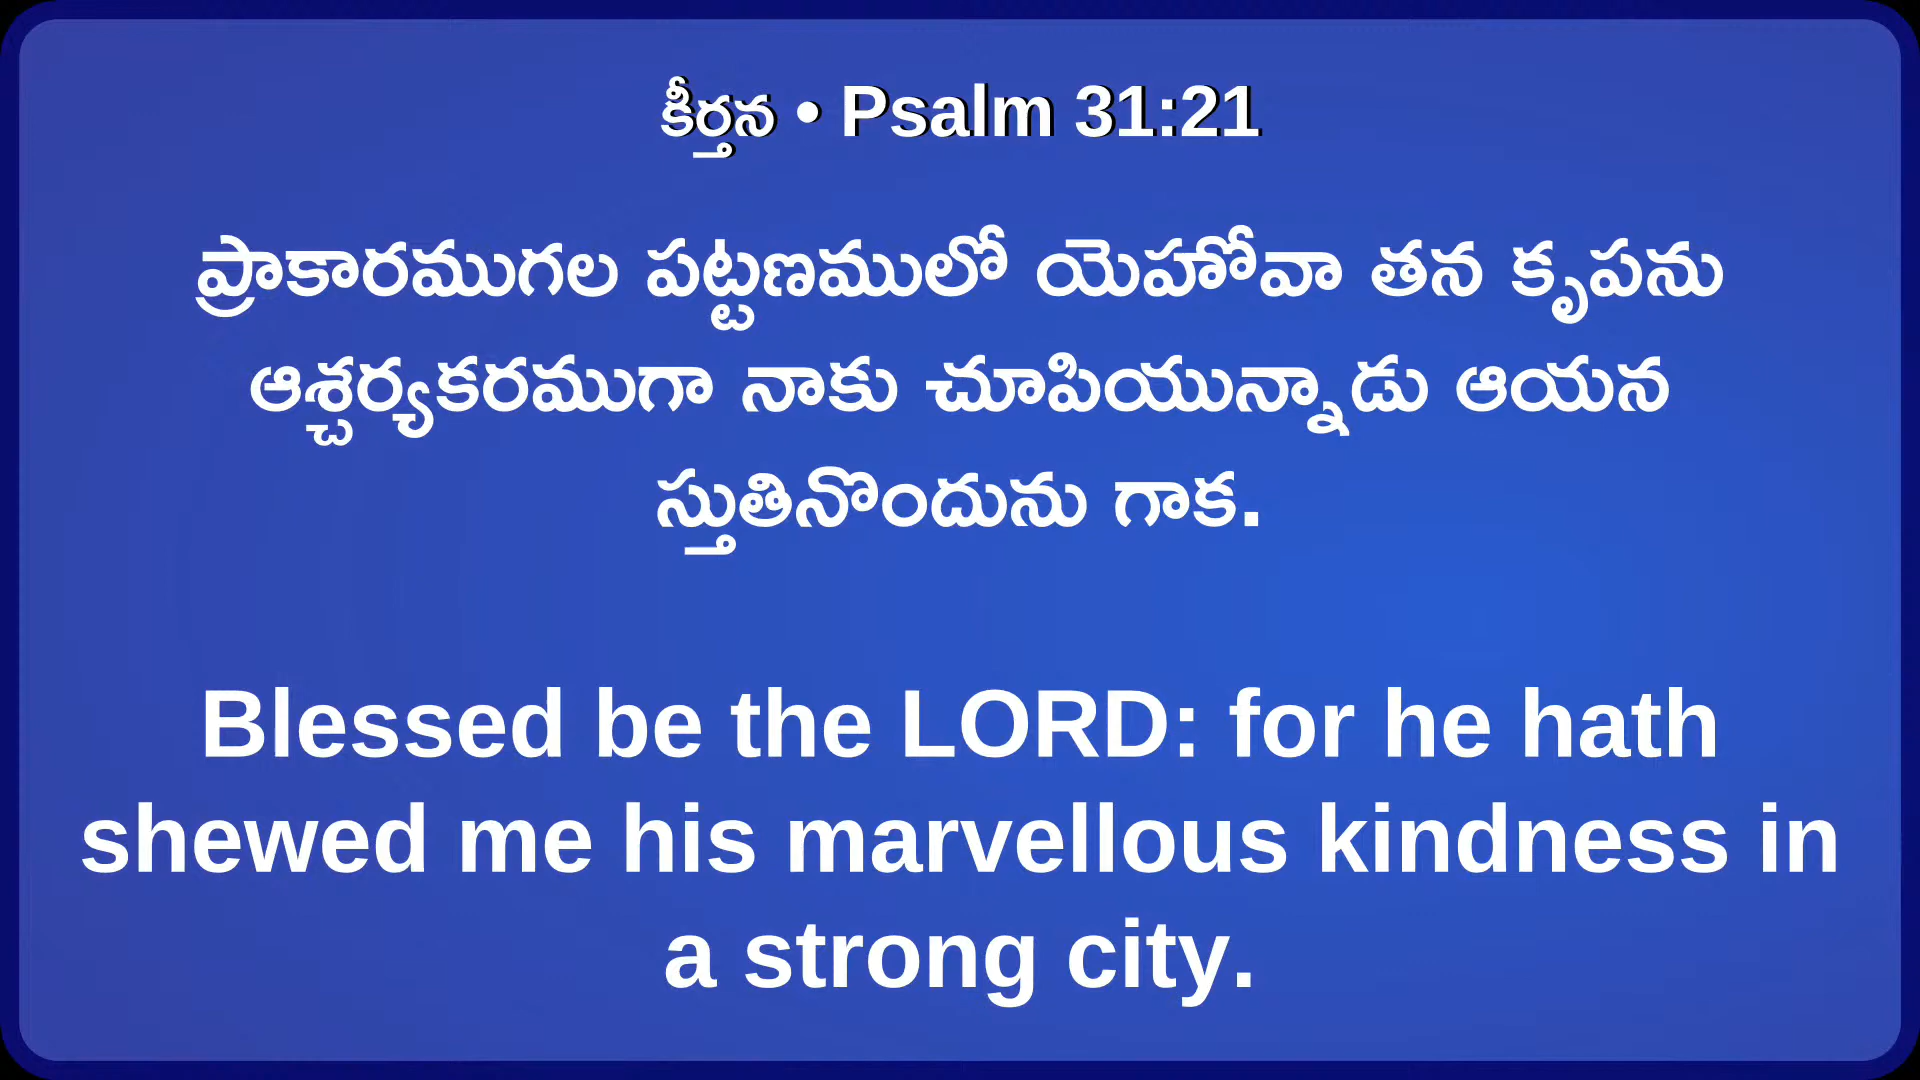 కీర్తన • Psalm 31:21
ప్రాకారముగల పట్టణములో యెహోవా తన కృపను
ఆశ్చర్యకరముగా నాకు చూపియున్నాడు ఆయన
స్తుతినొందును గాక.
Blessed be the LORD: for he hath
shewed me his marvellous kindness in
a strong city.